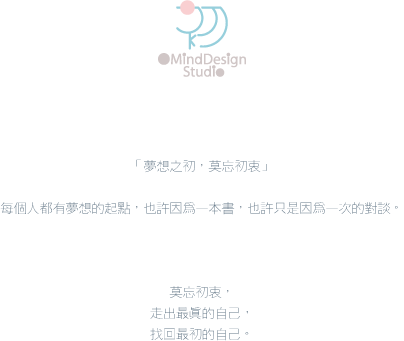 MindDesign
Studio
「夢想之初，莫忘初衷」
每個人都有夢想的起點，也許因為一本書，也許只是因為一次的對談。
莫忘初衷，
走出最真的自己，
找回最初的自己。